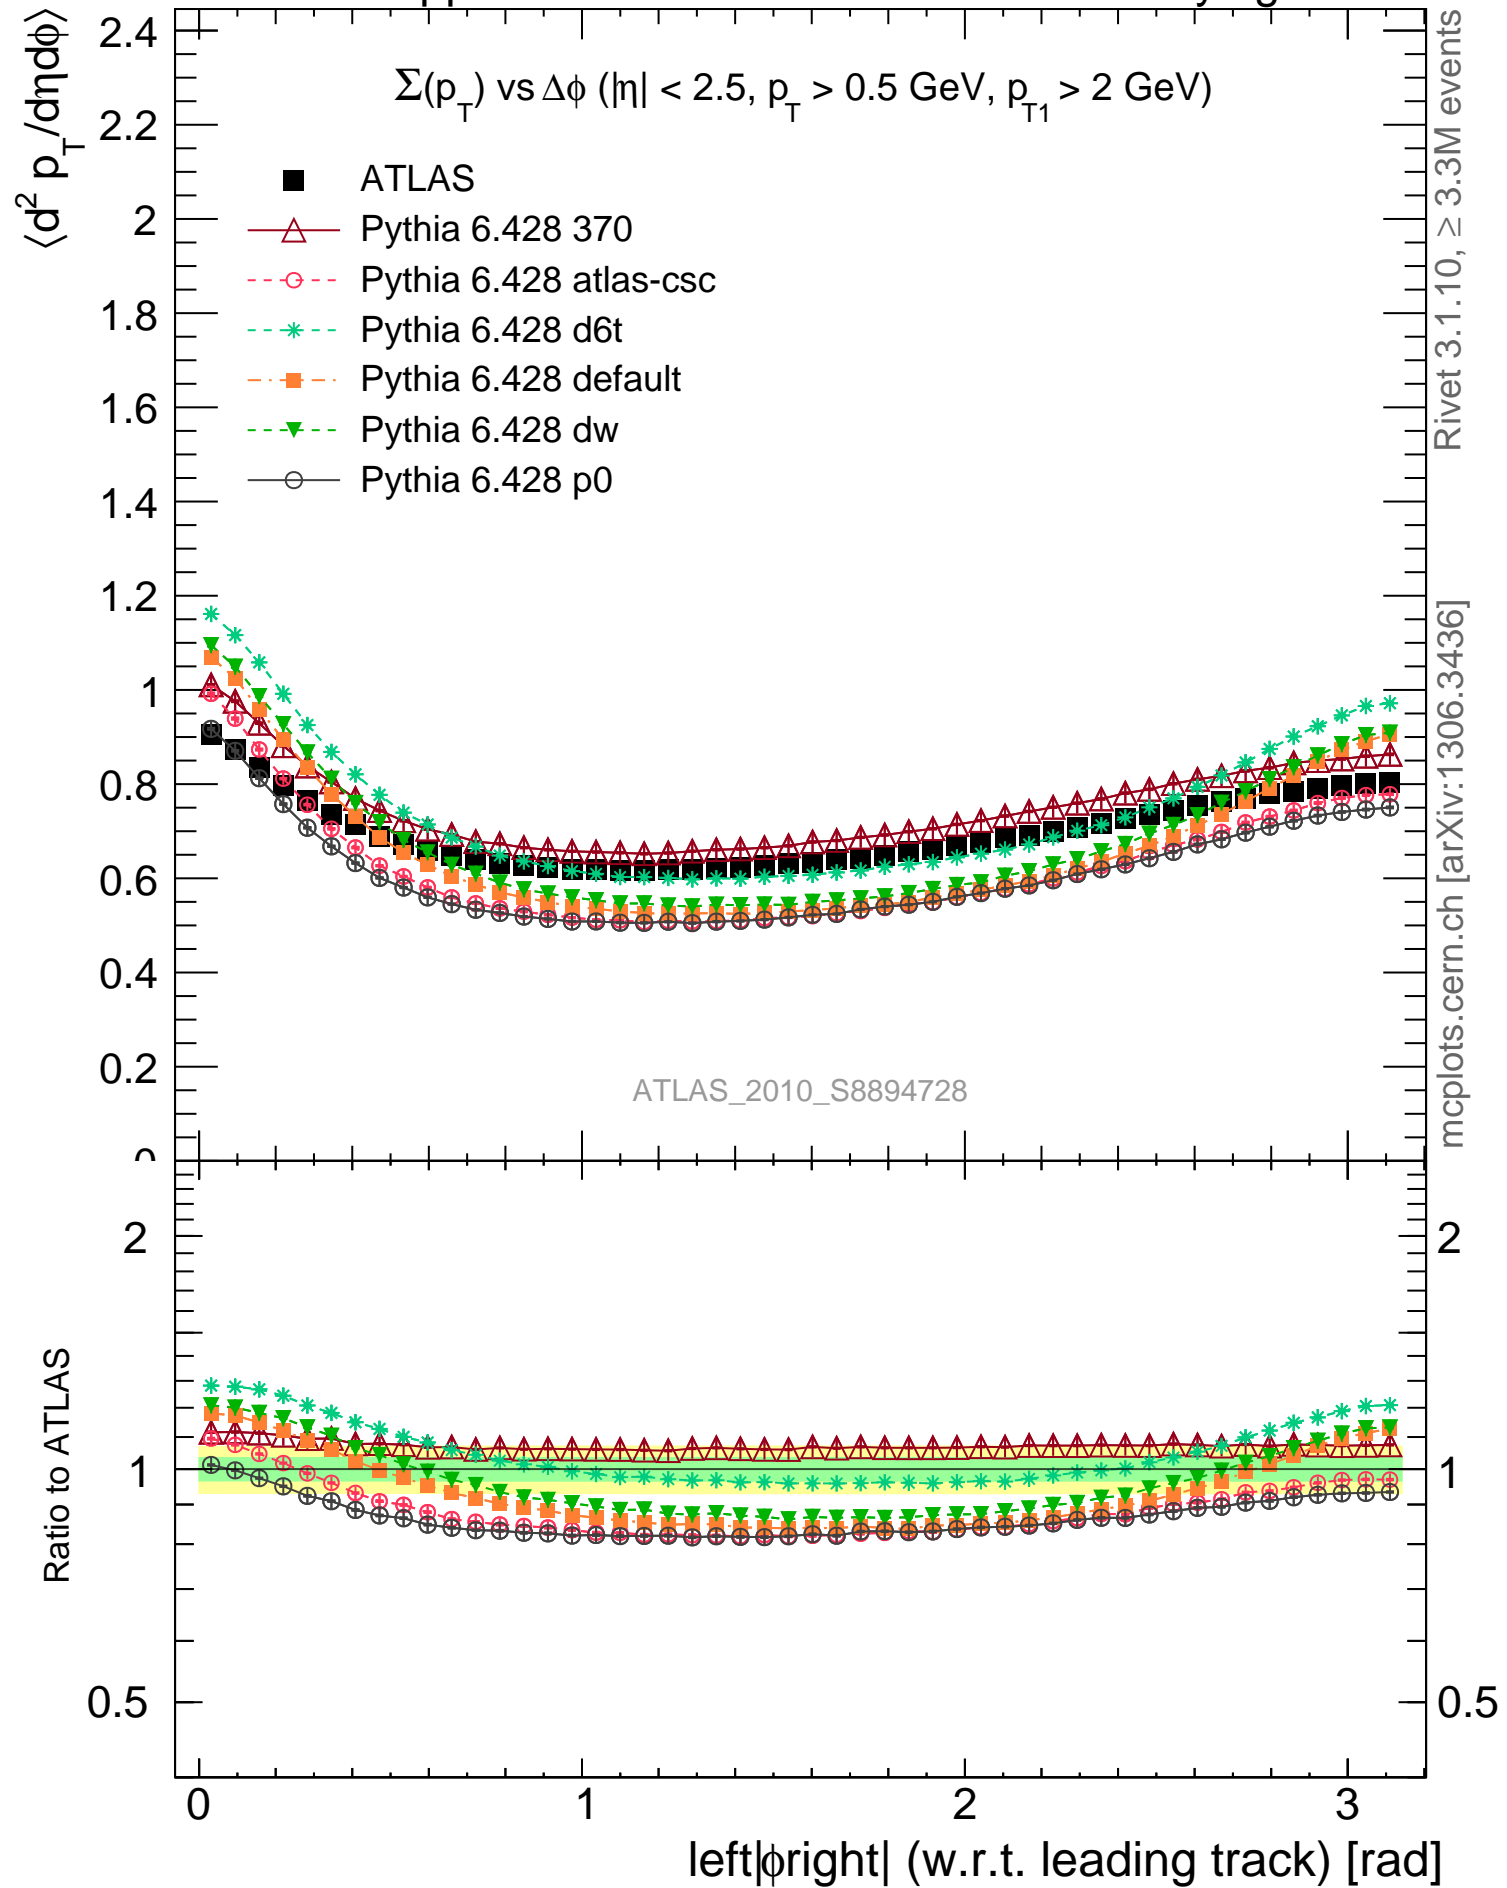 ⟨d² p_T/dηdϕ⟩
Σ(p_T) vs Δϕ (|η| < 2.5, p_T > 0.5 GeV, p_T1 > 2 GeV)
ATLAS
Pythia 6.428 370
Pythia 6.428 atlas-csc
Pythia 6.428 d6t
Pythia 6.428 default
Pythia 6.428 dw
Pythia 6.428 p0
2.4
2.2
2
1.8
1.6
1.4
1.2
1
0.8
0.6
0.4
0.2
0
ATLAS_2010_S8894728
Rivet 3.1.10, ≥ 3.3M events
mcplots.cern.ch [arXiv:1306.3436]
Ratio to ATLAS
2
1
0.5
2
1
0.5
0 1 2 3
left|ϕright| (w.r.t. leading track) [rad]